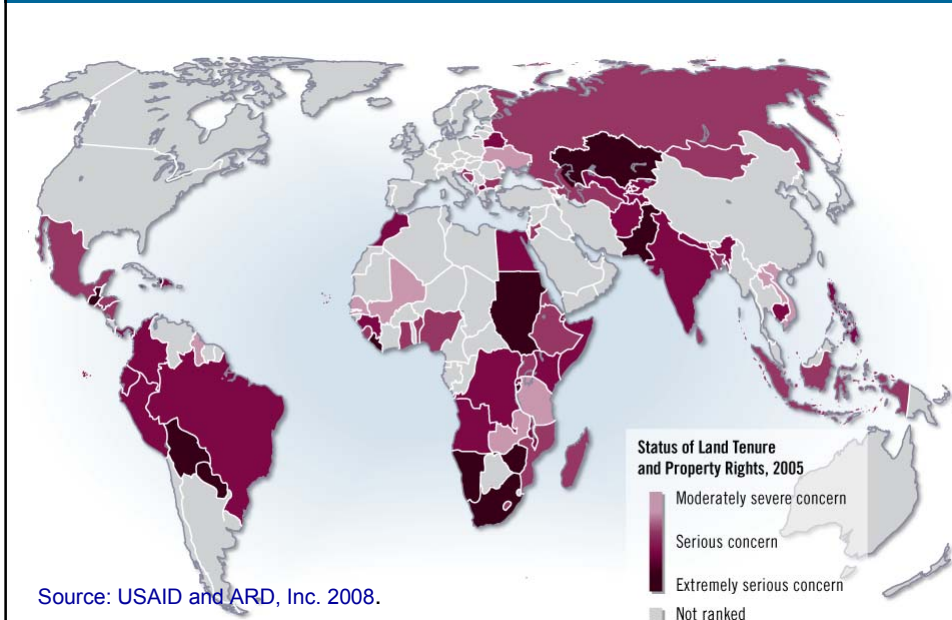 Status of Land Tenure
and Property Rights, 2005
Moderately severe concern
Serious concern
Extremely serious concern
Not ranked
Source: USAID and ARD, Inc. 2008.